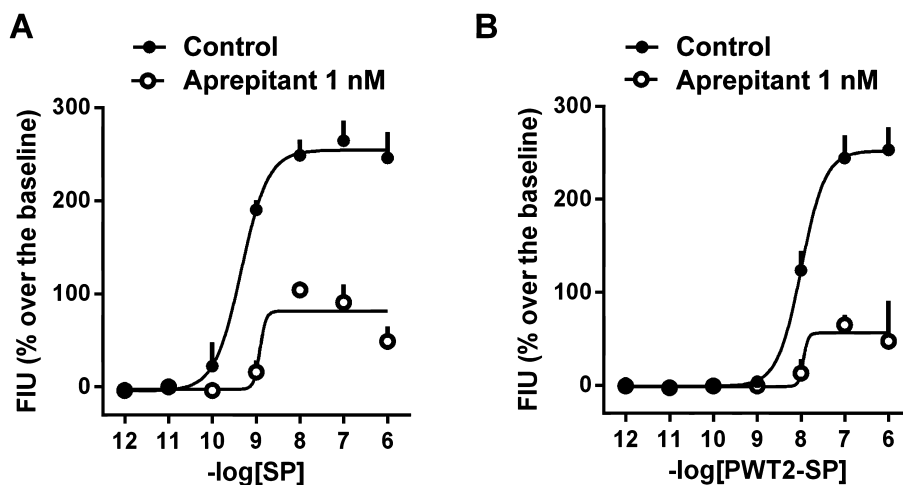 A
Control
Aprepitant 1 nM
FIU (% over the baseline)
300
200
100
0
12 11 10 9 8 7 6
-log[SP]
B
Control
Aprepitant 1 nM
FIU (% over the baseline)
300
200
100
0
12 11 10 9 8 7 6
-log[PWT2-SP]